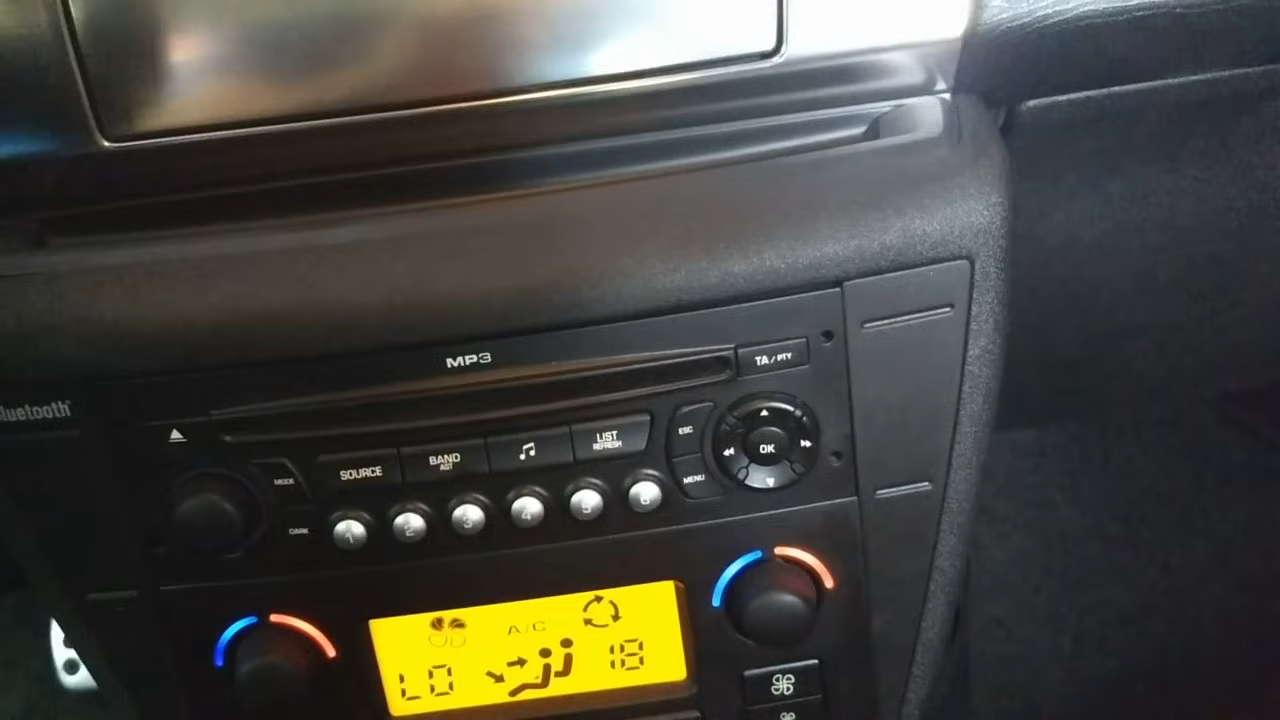 MP3
TA / PTY
Bluetooth
ESC
LIST
REFRESH
OK
BAND
AST
SOURCE
MODE
MENU
DARK
1 2 3 4 5 6
A/C
LO 18